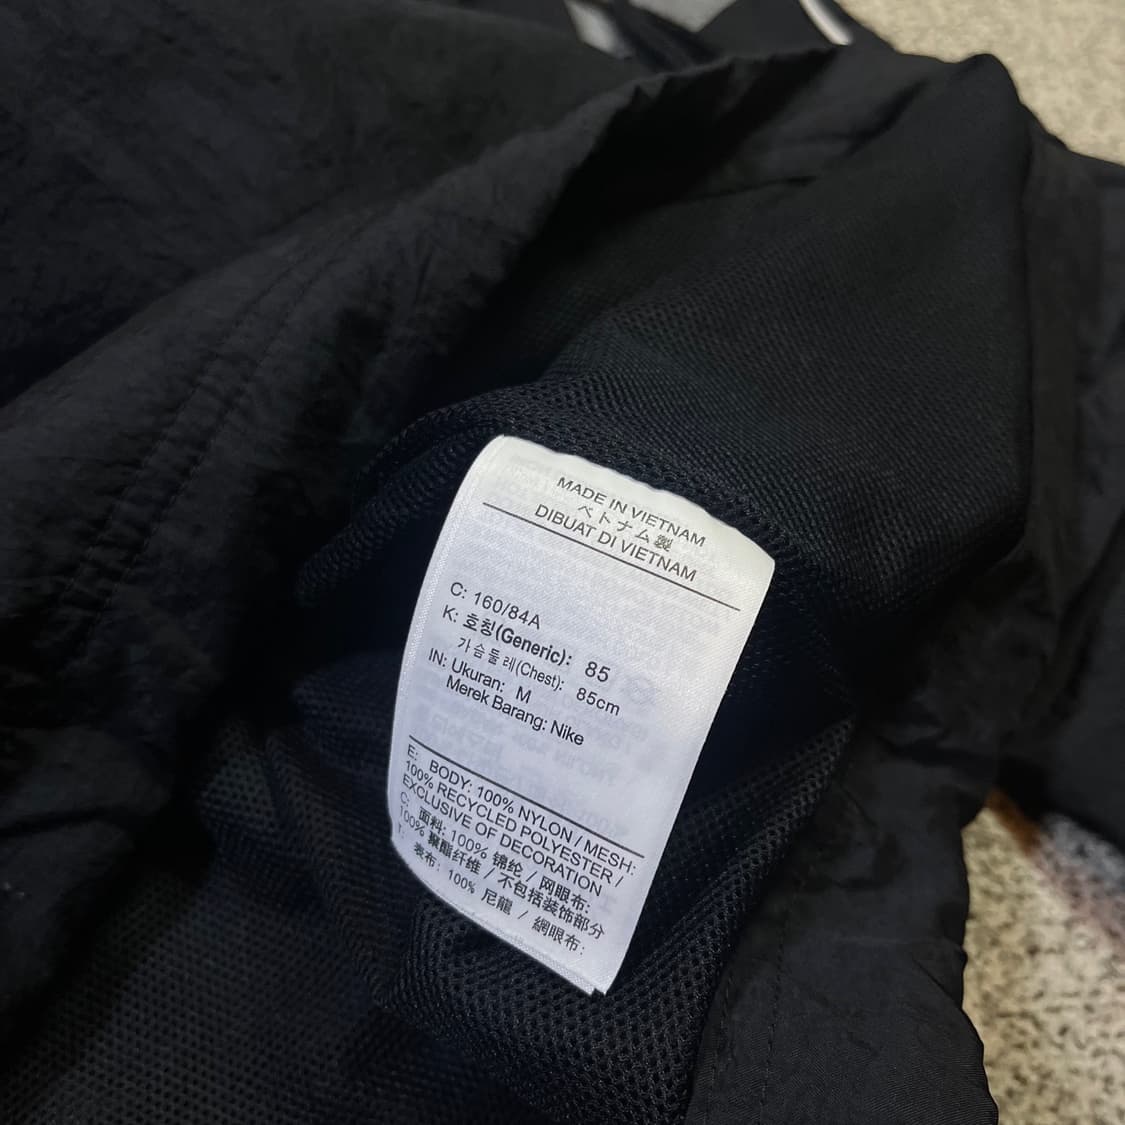 MADE IN VIETNAM
ベトナム製
DIBUAT DI VIETNAM
C: 160/84A
K: 호칭(Generic): 85
가슴둘레(Chest): 85cm
IN: Ukuran: M
Merek Barang: Nike
E: BODY: 100% NYLON / MESH:
100% RECYCLED POLYESTER /
EXCLUSIVE OF DECORATION
C: 面料: 100% 锦纶 / 网眼布:
100% 聚酯纤维 / 不包括装饰部分
T: 表布: 100% 尼龍 / 網眼布: